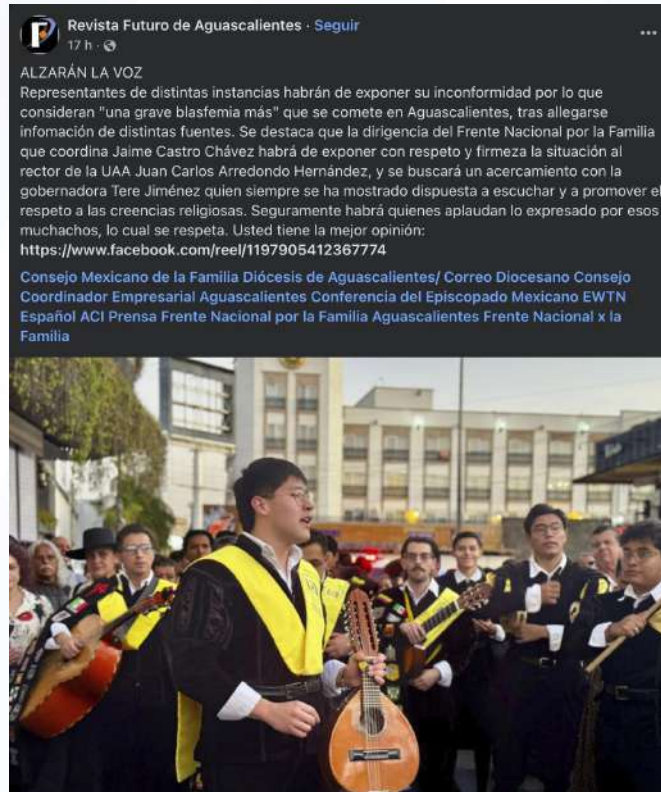 Revista Futuro de Aguascalientes · Seguir
17 h ·
ALZARÁN LA VOZ
Representantes de distintas instancias habrán de exponer su inconformidad por lo que
consideran "una grave blasfemia más" que se comete en Aguascalientes, tras allegarse
infomación de distintas fuentes. Se destaca que la dirigencia del Frente Nacional por la Familia
que coordina Jaime Castro Chávez habrá de exponer con respeto y firmeza la situación al
rector de la UAA Juan Carlos Arredondo Hernández, y se buscará un acercamiento con la
gobernadora Tere Jiménez quien siempre se ha mostrado dispuesta a escuchar y a promover el
respeto a las creencias religiosas. Seguramente habrá quienes aplaudan lo expresado por esos
muchachos, lo cual se respeta. Usted tiene la mejor opinión:
https://www.facebook.com/reel/1197905412367774
Consejo Mexicano de la Familia Diócesis de Aguascalientes/ Correo Diocesano Consejo
Coordinador Empresarial Aguascalientes Conferencia del Episcopado Mexicano EWTN
Español ACI Prensa Frente Nacional por la Familia Aguascalientes Frente Nacional x la
Familia